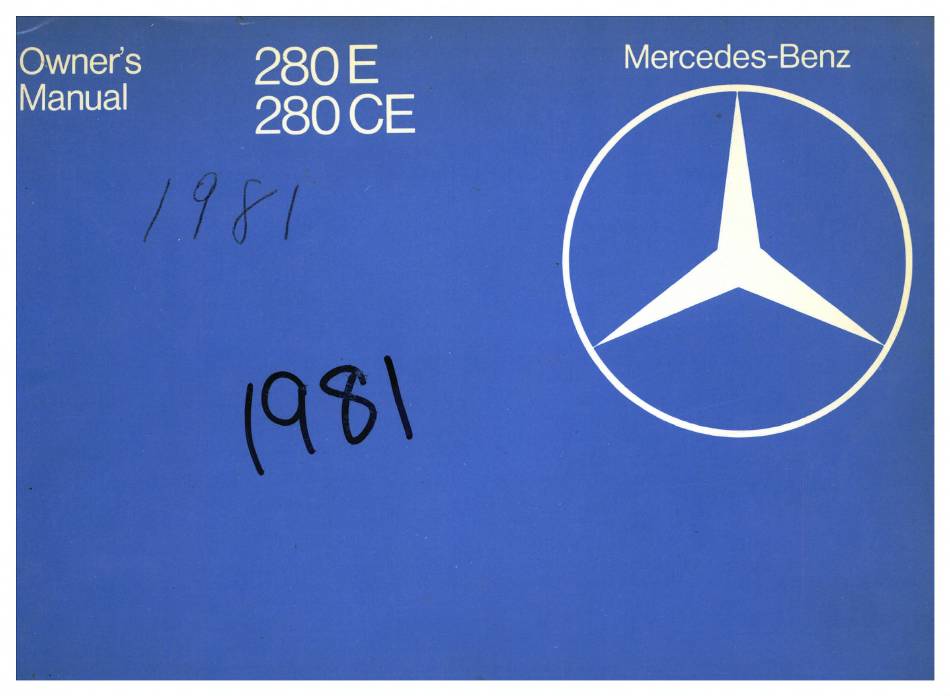 Owner's
Manual
280 E
280 CE
Mercedes-Benz
1981
1981